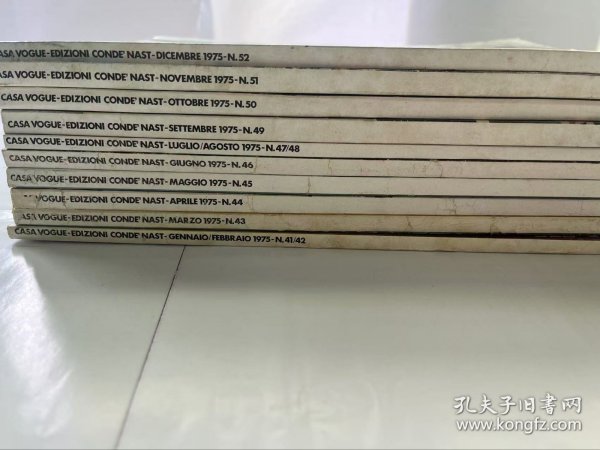 CASA VOGUE-EDIZIONI CONDE' NAST-DICEMBRE 1975-N.52
CASA VOGUE-EDIZIONI CONDE' NAST-NOVEMBRE 1975-N.51
CASA VOGUE-EDIZIONI CONDE' NAST-OTTOBRE 1975-N.50
CASA VOGUE-EDIZIONI CONDE' NAST-SETTEMBRE 1975-N.49
CASA VOGUE-EDIZIONI CONDE' NAST-LUGLIO/AGOSTO 1975-N.47/48
CASA VOGUE-EDIZIONI CONDE' NAST-GIUGNO 1975-N.46
CASA VOGUE-EDIZIONI CONDE' NAST-MAGGIO 1975-N.45
VOGUE-EDIZIONI CONDE' NAST-APRILE 1975-N.44
CASA VOGUE-EDIZIONI CONDE' NAST-MARZO 1975-N.43
CASA VOGUE-EDIZIONI CONDE' NAST-GENNAIO/FEBBRAIO 1975-N.41/42
孔夫子旧书网
www.kongfz.com